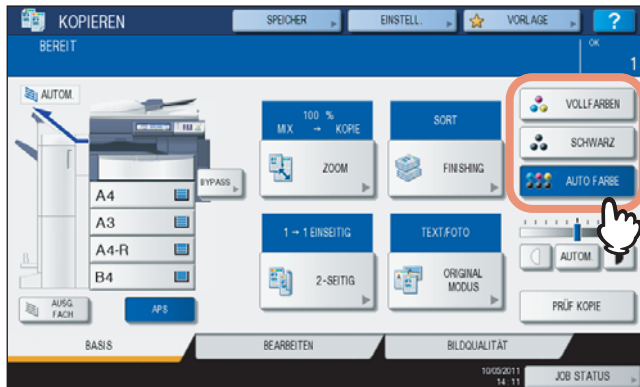 KOPIEREN
SPEICHER
EINSTELL.
VORLAGE
?
BEREIT
OK
1
AUTOM.
100 %
MIX → KOPIE
ZOOM
SORT
FINISHING
VOLLFARBEN
SCHWARZ
AUTO FARBE
BYPASS
A4
A3
A4-R
B4
1 → 1 EINSEITIG
2-SEITIG
TEXT/FOTO
ORIGINAL
MODUS
AUTOM.
AUSG.
FACH
APS
PRÜF KOPIE
BASIS
BEARBEITEN
BILDQUALITÄT
10/05/2011
14 : 11
JOB STATUS